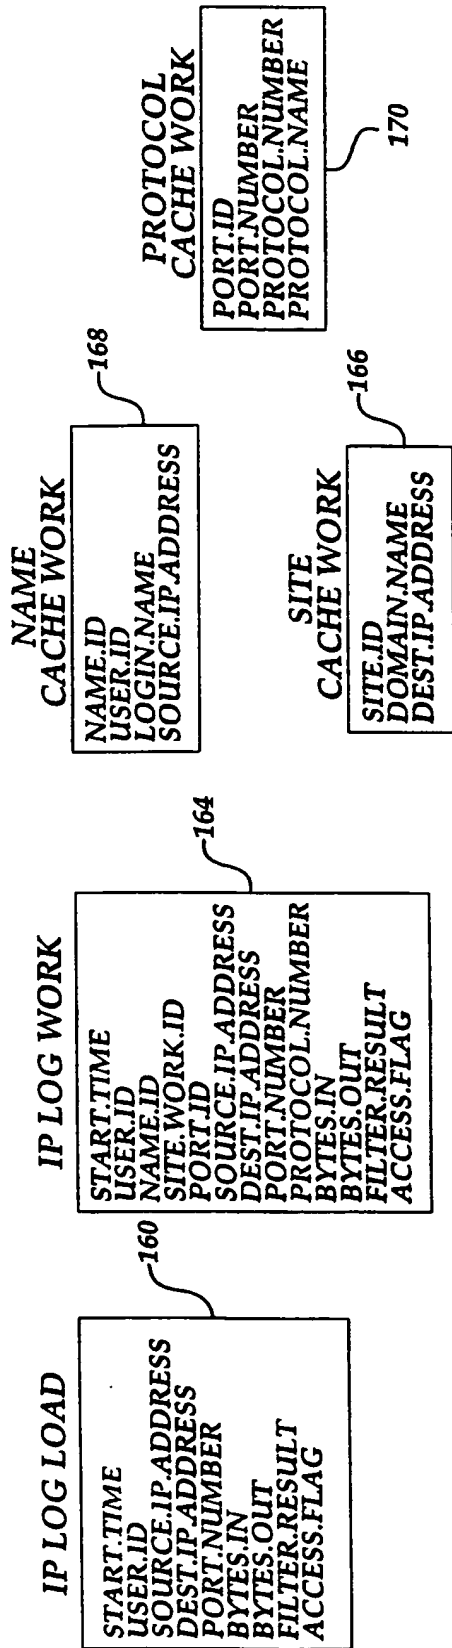 IP LOG LOAD
START.TIME
USER.ID
SOURCE.IP.ADDRESS
DEST.IP.ADDRESS
PORT.NUMBER
BYTES.IN
BYTES.OUT
FILTER.RESULT
ACCESS.FLAG
160
IP LOG WORK
START.TIME
USER.ID
NAME.ID
SITE.WORK.ID
PORT.ID
SOURCE.IP.ADDRESS
DEST.IP.ADDRESS
PORT.NUMBER
PROTOCOL.NUMBER
BYTES.IN
BYTES.OUT
FILTER.RESULT
ACCESS.FLAG
164
NAME
CACHE WORK
NAME.ID
USER.ID
LOGIN.NAME
SOURCE.IP.ADDRESS
168
SITE
CACHE WORK
SITE.ID
DOMAIN.NAME
DEST.IP.ADDRESS
166
PROTOCOL
CACHE WORK
PORT.ID
PORT.NUMBER
PROTOCOL.NUMBER
PROTOCOL.NAME
170